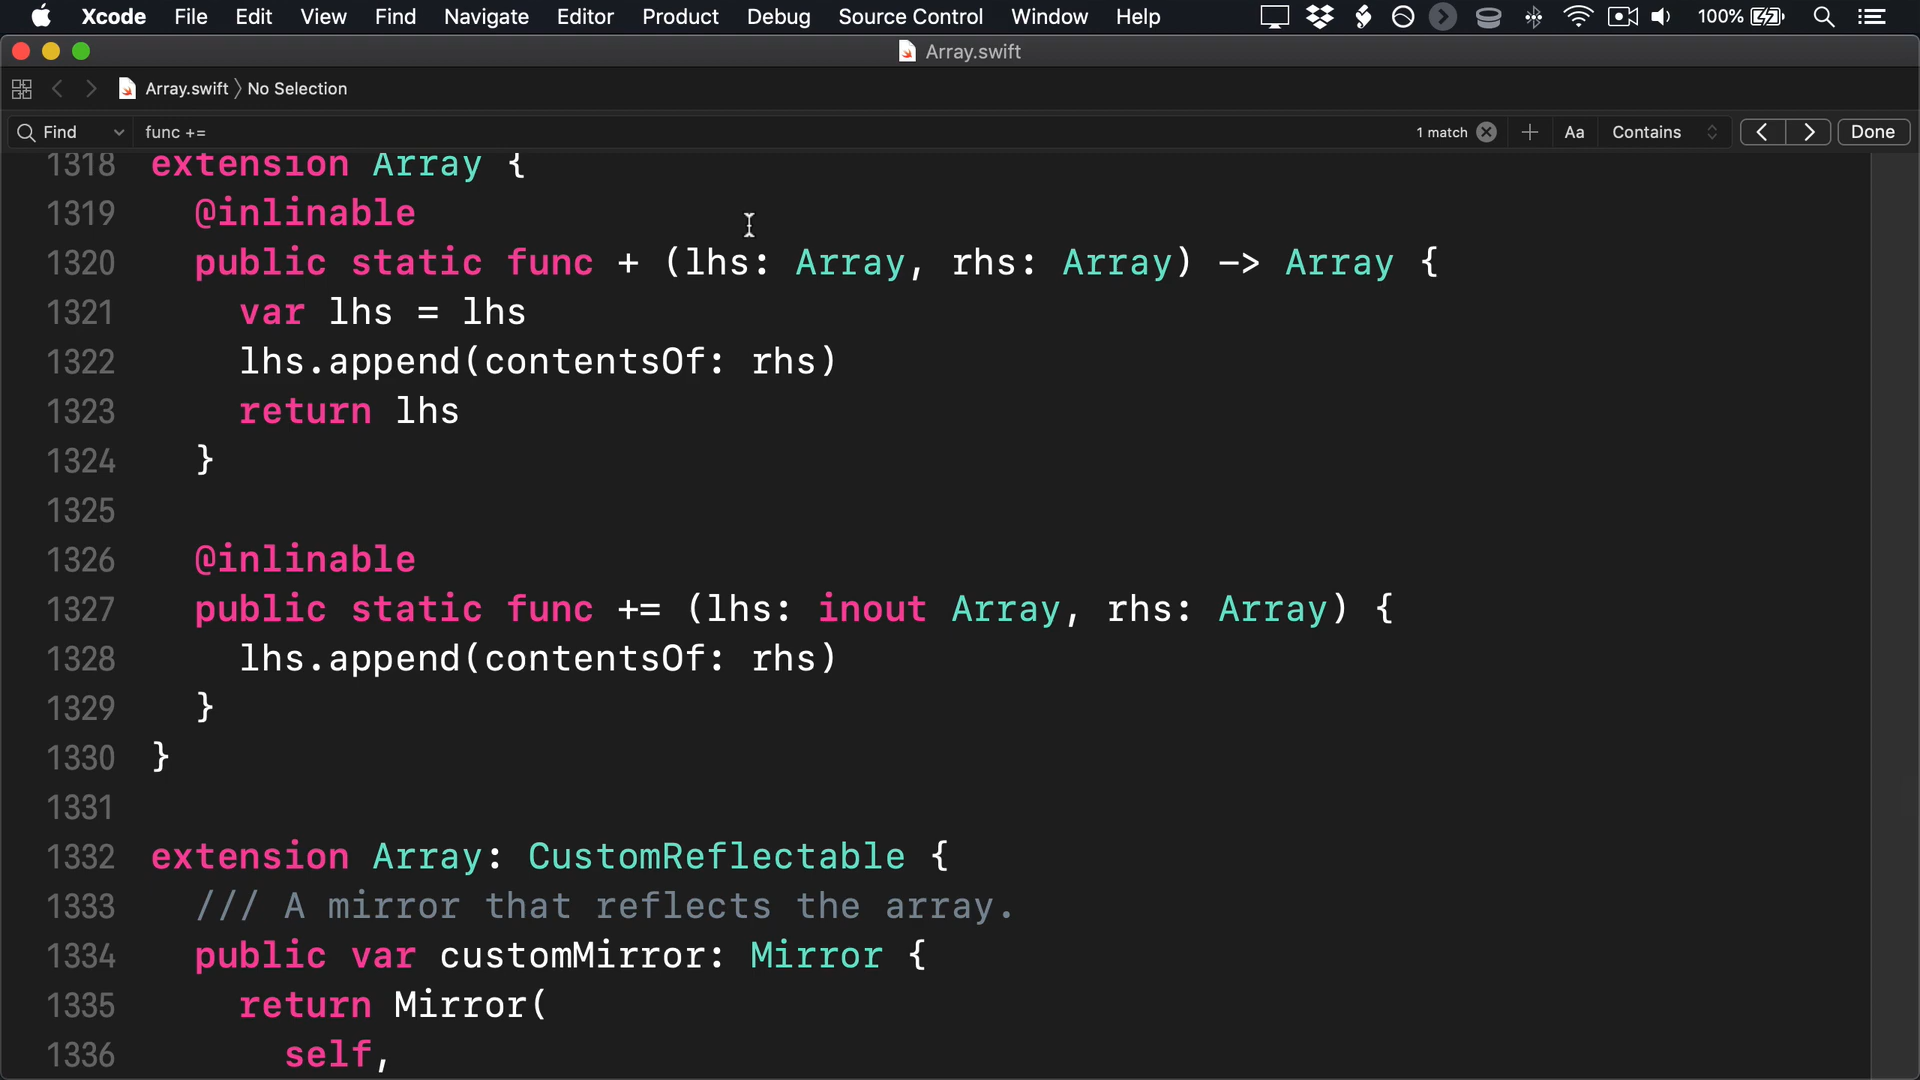 Xcode File Edit View Find Navigate Editor Product Debug Source Control Window Help 100%
Array.swift
Array.swift No Selection
Find func += 1 match Aa Contains Done
1318 extension Array {
1319 @inlinable
1320 public static func + (lhs: Array, rhs: Array) -> Array {
1321 var lhs = lhs
1322 lhs.append(contentsOf: rhs)
1323 return lhs
1324 }
1325
1326 @inlinable
1327 public static func += (lhs: inout Array, rhs: Array) {
1328 lhs.append(contentsOf: rhs)
1329 }
1330 }
1331
1332 extension Array: CustomReflectable {
1333 /// A mirror that reflects the array.
1334 public var customMirror: Mirror {
1335 return Mirror(
1336 self,